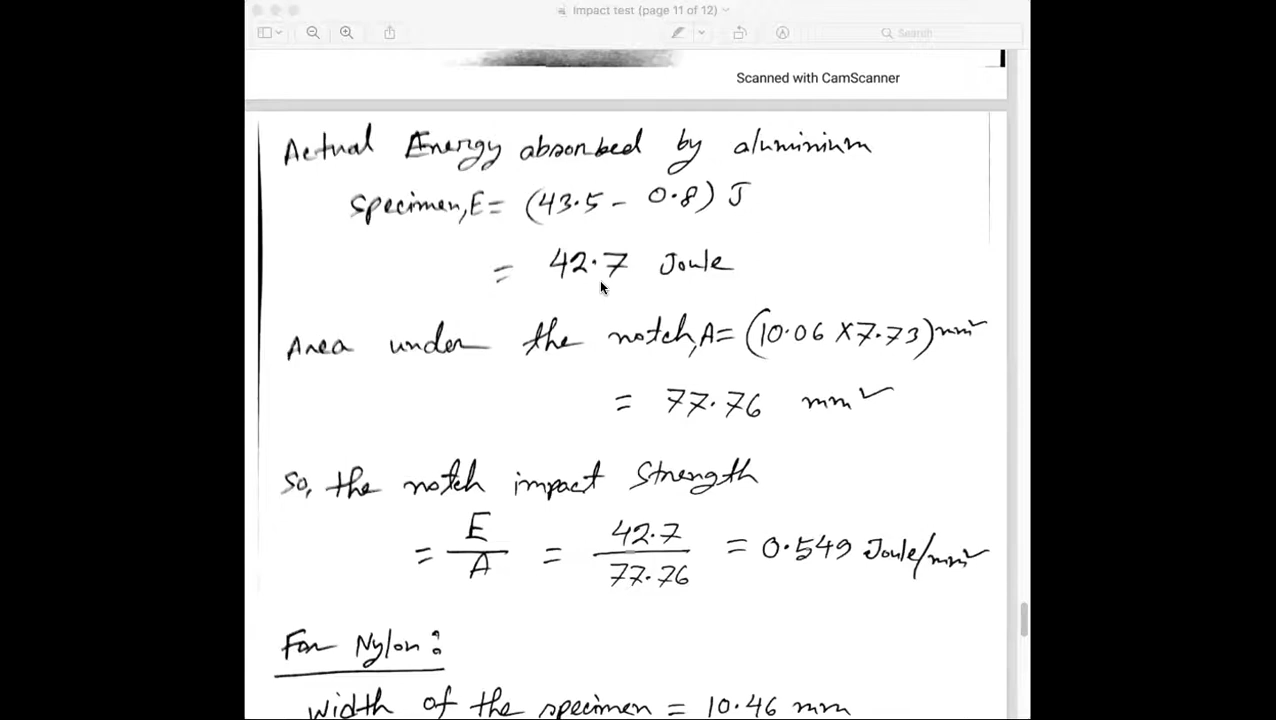 Impact test (page 11 of 12)
Search
Scanned with CamScanner
Actual Energy absorbed by aluminium
specimen, E = (43.5 - 0.8) J
= 42.7 Joule
Area under the notch, A = (10.06 X 7.73) mm²
= 77.76 mm²
So, the notch impact strength
= E/A = 42.7/77.76 = 0.549 Joule/mm²
For Nylon:
width of the specimen = 10.46 mm